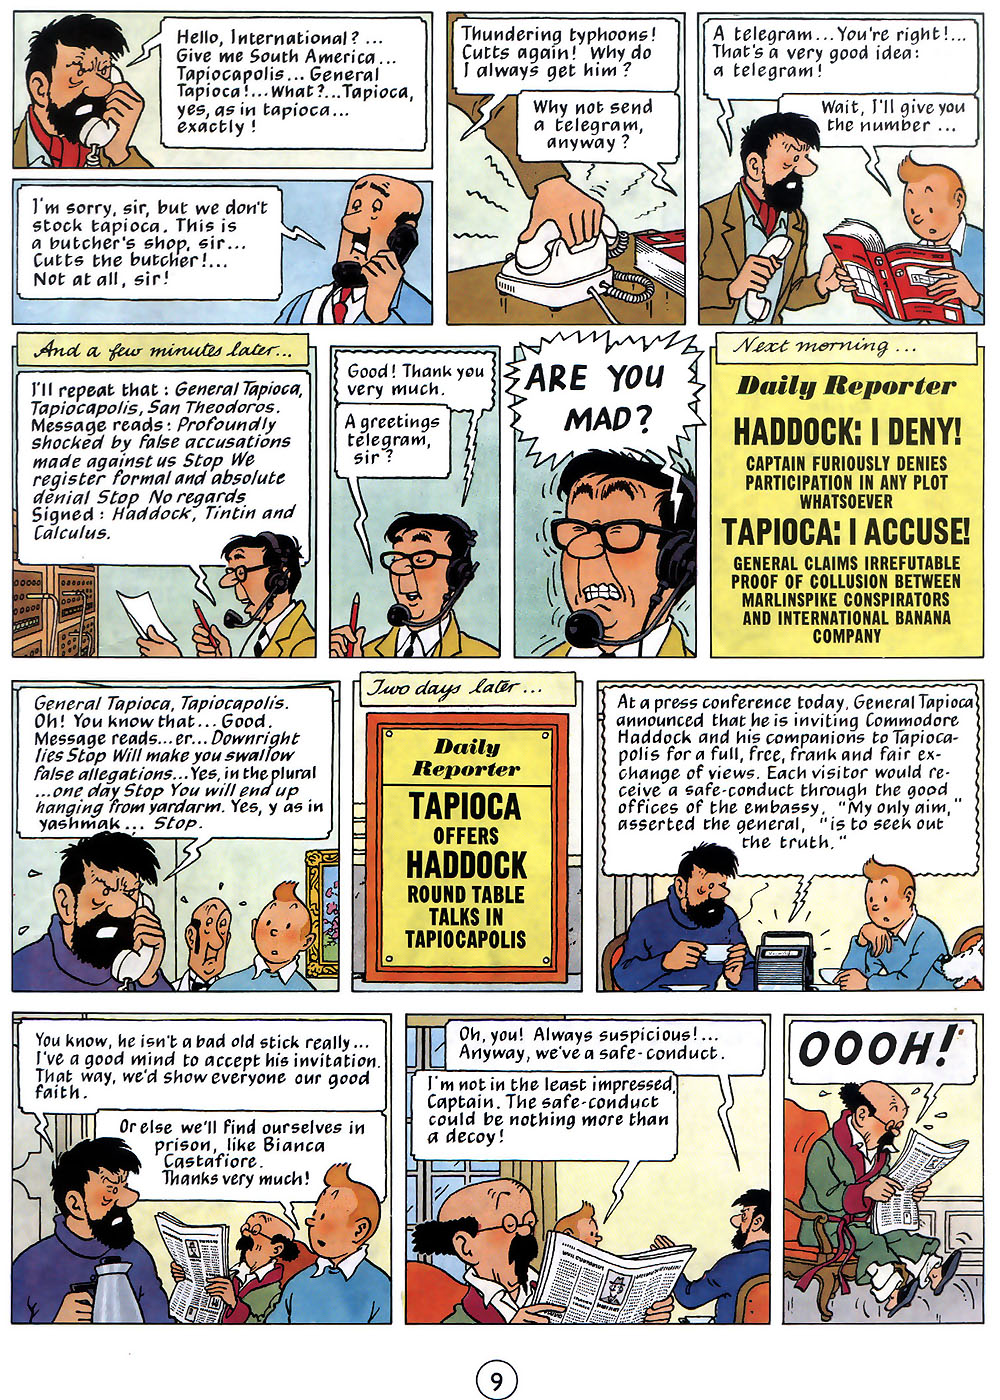 Hello, International? ...
Give me South America...
Tapiocapolis... General
Tapioca!...What?...Tapioca,
yes, as in tapioca...
exactly!
I'm sorry, sir, but we don't
stock tapioca. This is
a butcher's shop, sir...
Cutts the butcher!...
Not at all, sir!
Thundering typhoons!
Cutts again! Why do
I always get him?
Why not send
a telegram,
anyway?
A telegram...You're right!...
That's a very good idea:
a telegram!
Wait, I'll give you
the number ...
And a few minutes later...
I'll repeat that: General Tapioca,
Tapiocapolis, San Theodoros.
Message reads: Profoundly
shocked by false accusations
made against us Stop We
register formal and absolute
denial Stop No regards
Signed: Haddock, Tintin and
Calculus.
Good! Thank you
very much.
A greetings
telegram,
sir?
ARE YOU
MAD?
Next morning...
Daily Reporter
HADDOCK: I DENY!
CAPTAIN FURIOUSLY DENIES
PARTICIPATION IN ANY PLOT
WHATSOEVER
TAPIOCA: I ACCUSE!
GENERAL CLAIMS IRREFUTABLE
PROOF OF COLLUSION BETWEEN
MARLINSPIKE CONSPIRATORS
AND INTERNATIONAL BANANA
COMPANY
General Tapioca, Tapiocapolis.
Oh! You know that... Good.
Message reads...er...Downright
lies Stop Will make you swallow
false allegations...Yes, in the plural
...one day Stop You will end up
hanging from yardarm. Yes, y as in
yashmak... Stop.
Two days later...
Daily
Reporter
TAPIOCA
OFFERS
HADDOCK
ROUND TABLE
TALKS IN
TAPIOCAPOLIS
At a press conference today, General Tapioca
announced that he is inviting Commodore
Haddock and his companions to Tapioca-
polis for a full, free, frank and fair ex-
change of views. Each visitor would re-
ceive a safe-conduct through the good
offices of the embassy. "My only aim,"
asserted the general, "is to seek out
the truth."
You know, he isn't a bad old stick really...
I've a good mind to accept his invitation.
That way, we'd show everyone our good
faith.
Or else we'll find ourselves in
prison, like Bianca
Castafiore.
Thanks very much!
Oh, you! Always suspicious!...
Anyway, we've a safe-conduct.
I'm not in the least impressed,
Captain. The safe-conduct
could be nothing more than
a decoy!
OOOH!
9